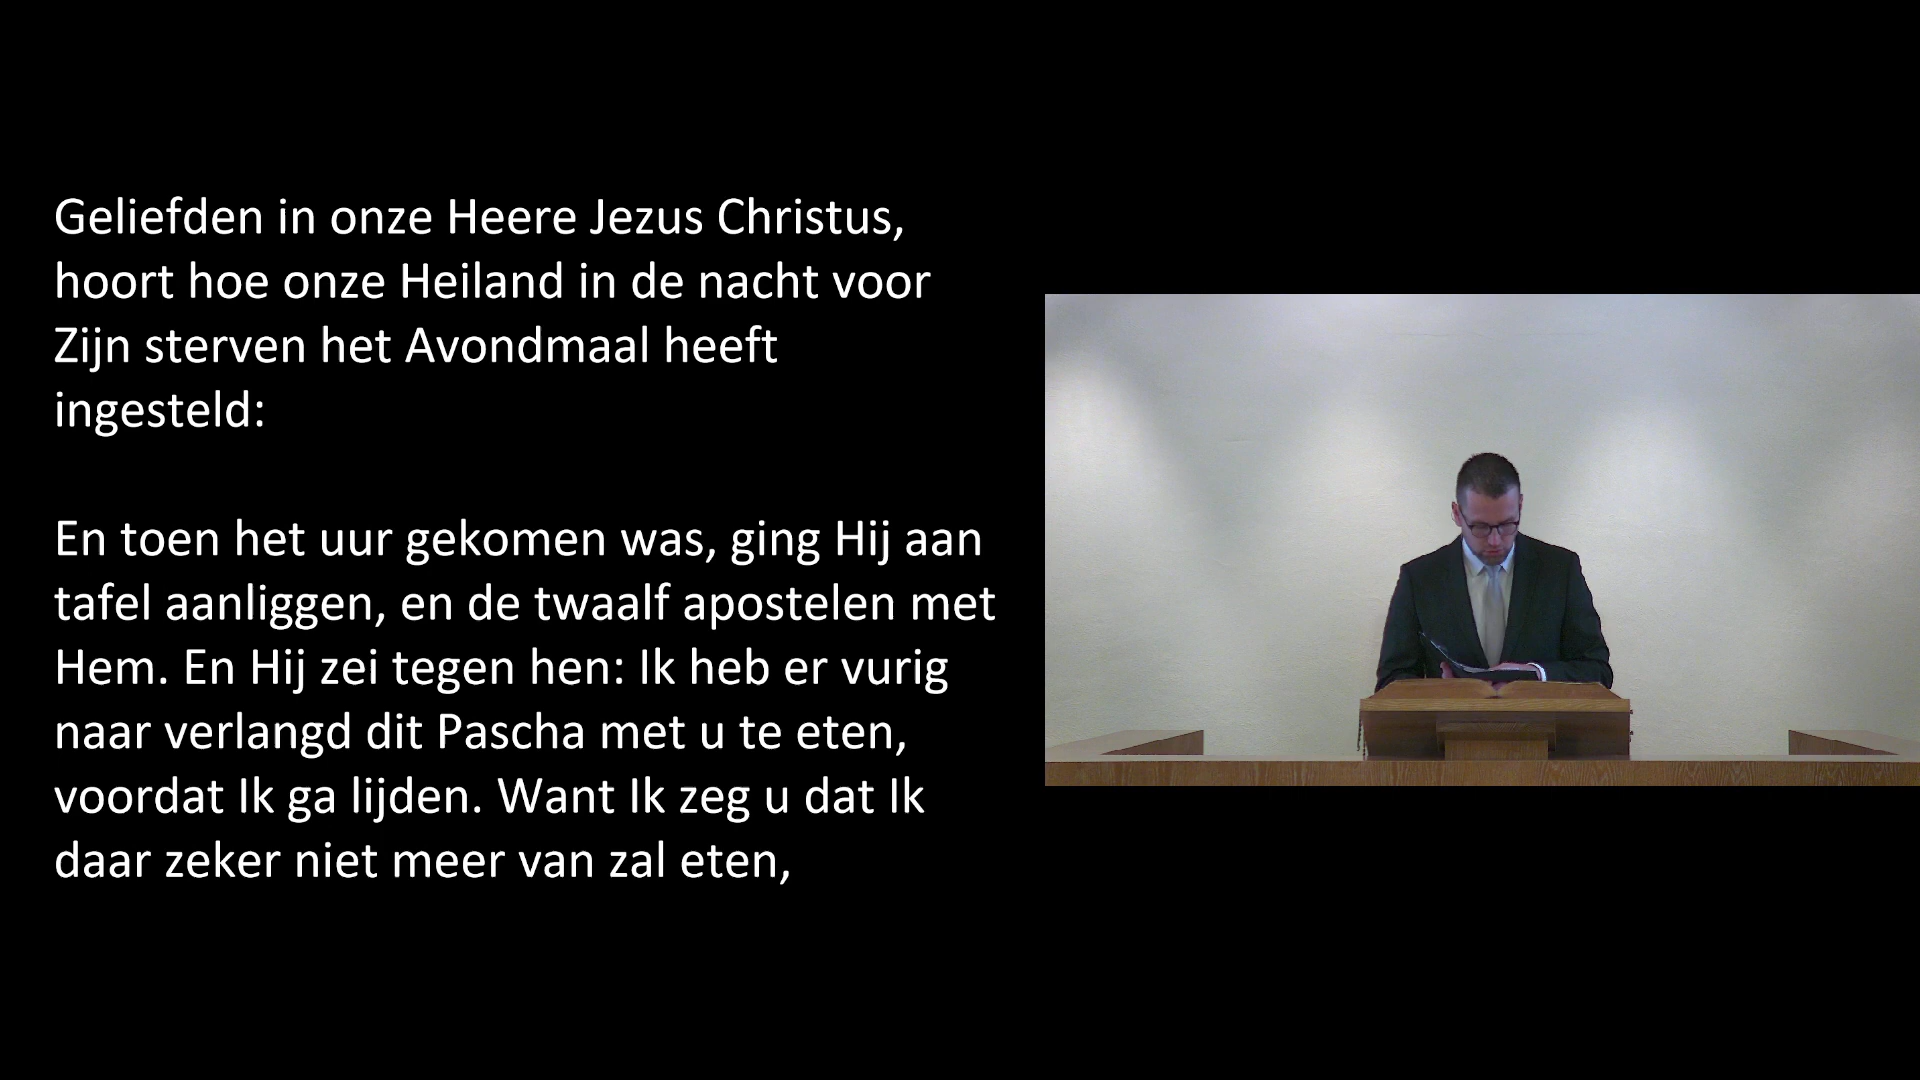 Geliefden in onze Heere Jezus Christus,
hoort hoe onze Heiland in de nacht voor
Zijn sterven het Avondmaal heeft
ingesteld:
En toen het uur gekomen was, ging Hij aan
tafel aanliggen, en de twaalf apostelen met
Hem. En Hij zei tegen hen: Ik heb er vurig
naar verlangd dit Pascha met u te eten,
voordat Ik ga lijden. Want Ik zeg u dat Ik
daar zeker niet meer van zal eten,